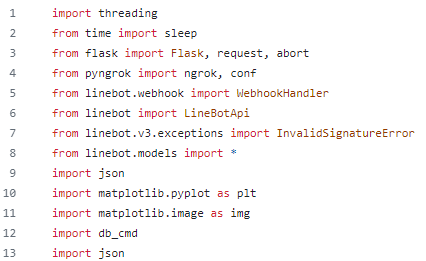 1 import threading
2 from time import sleep
3 from flask import Flask, request, abort
4 from pyngrok import ngrok, conf
5 from linebot.webhook import WebhookHandler
6 from linebot import LineBotApi
7 from linebot.v3.exceptions import InvalidSignatureError
8 from linebot.models import *
9 import json
10 import matplotlib.pyplot as plt
11 import matplotlib.image as img
12 import db_cmd
13 import json